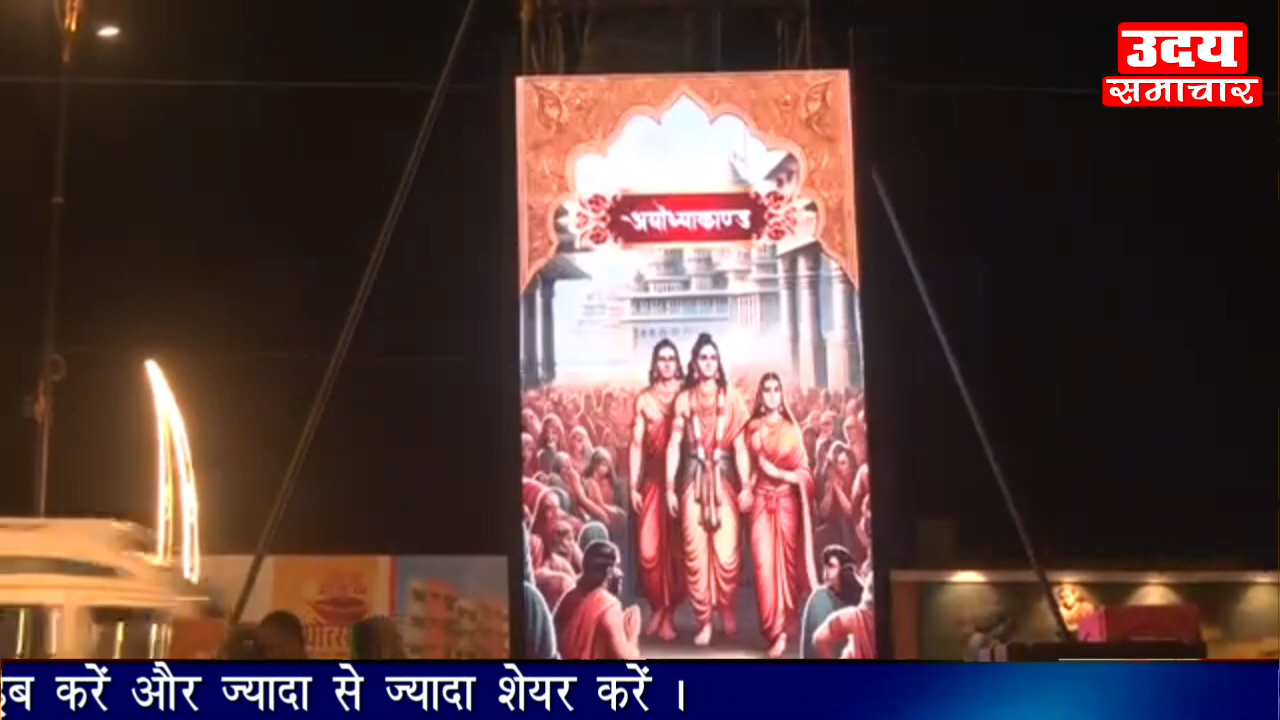 उदय
समाचार
अयोध्याकाण्ड
करें और ज्यादा से ज्यादा शेयर करें ।